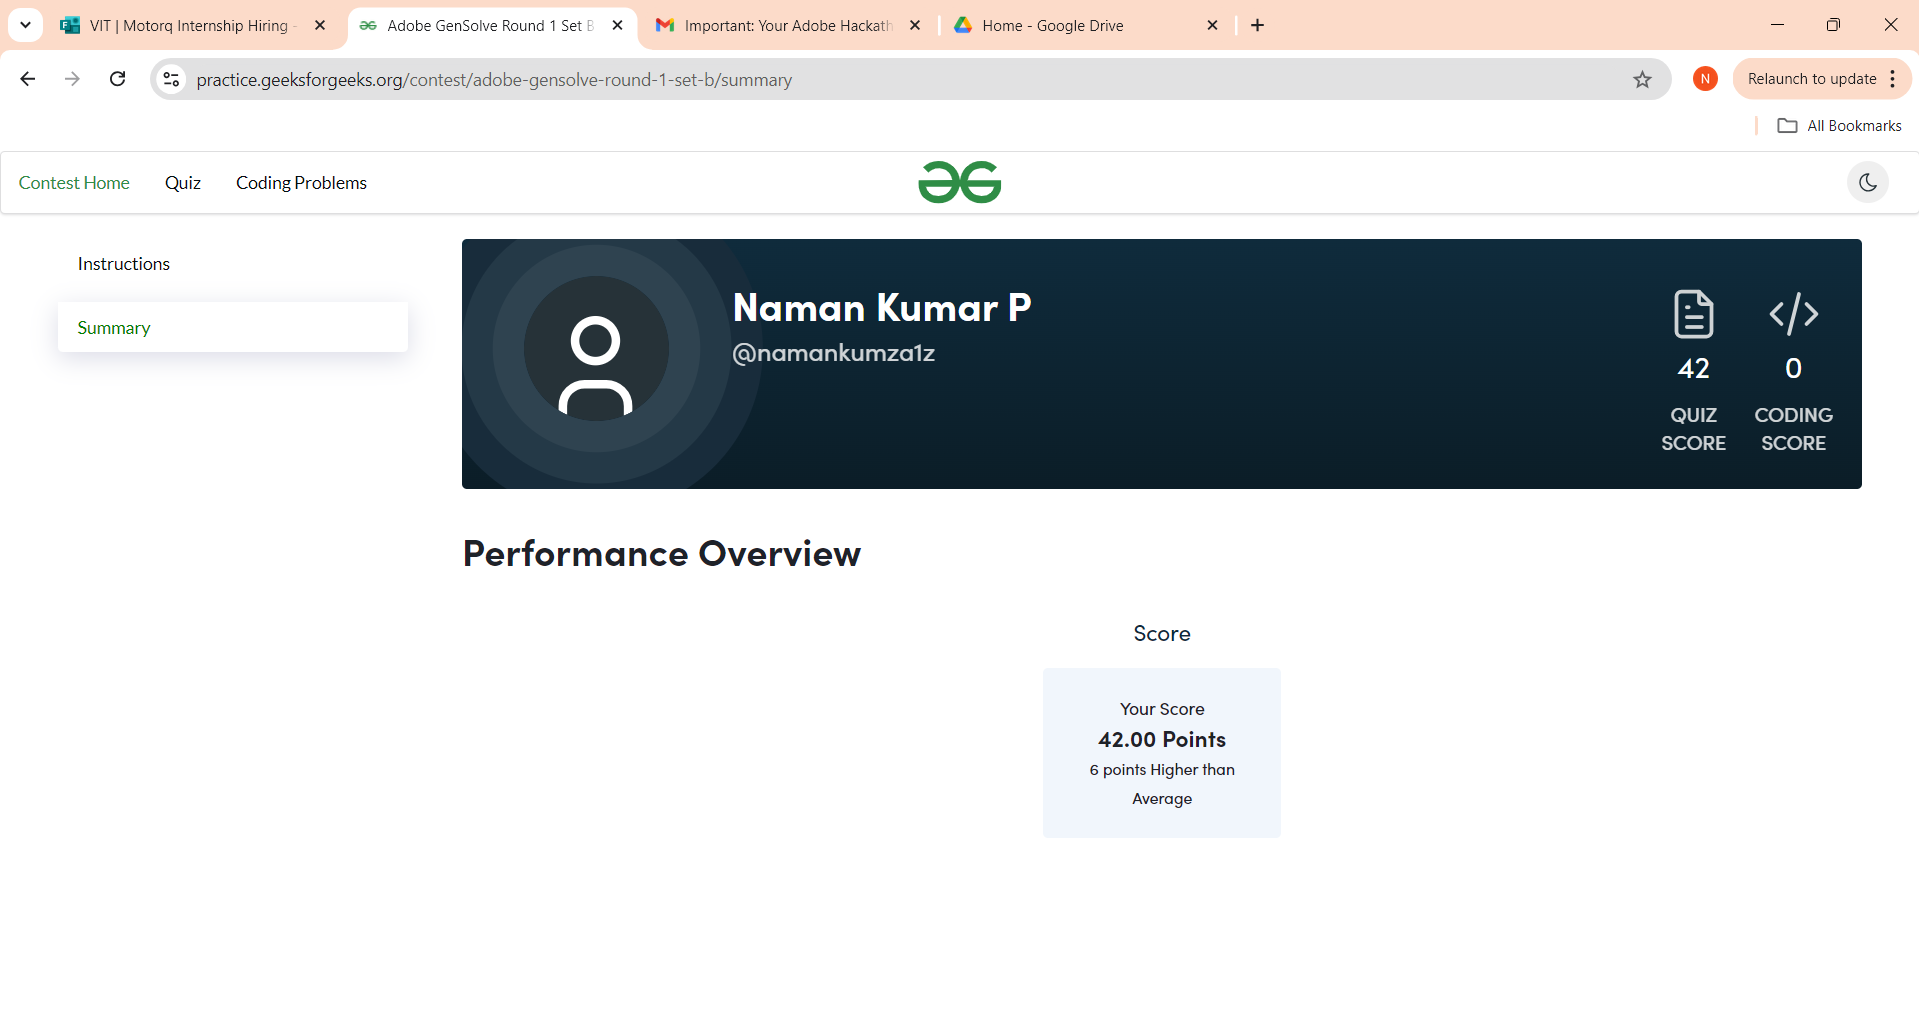 VIT | Motorq Internship Hiring -
Adobe GenSolve Round 1 Set B
Important: Your Adobe Hackath
Home - Google Drive
practice.geeksforgeeks.org/contest/adobe-gensolve-round-1-set-b/summary
N
Relaunch to update
All Bookmarks
Contest Home
Quiz
Coding Problems
Instructions
Summary
Naman Kumar P
@namankumza1z
42
0
QUIZ
SCORE
CODING
SCORE
Performance Overview
Score
Your Score
42.00 Points
6 points Higher than
Average